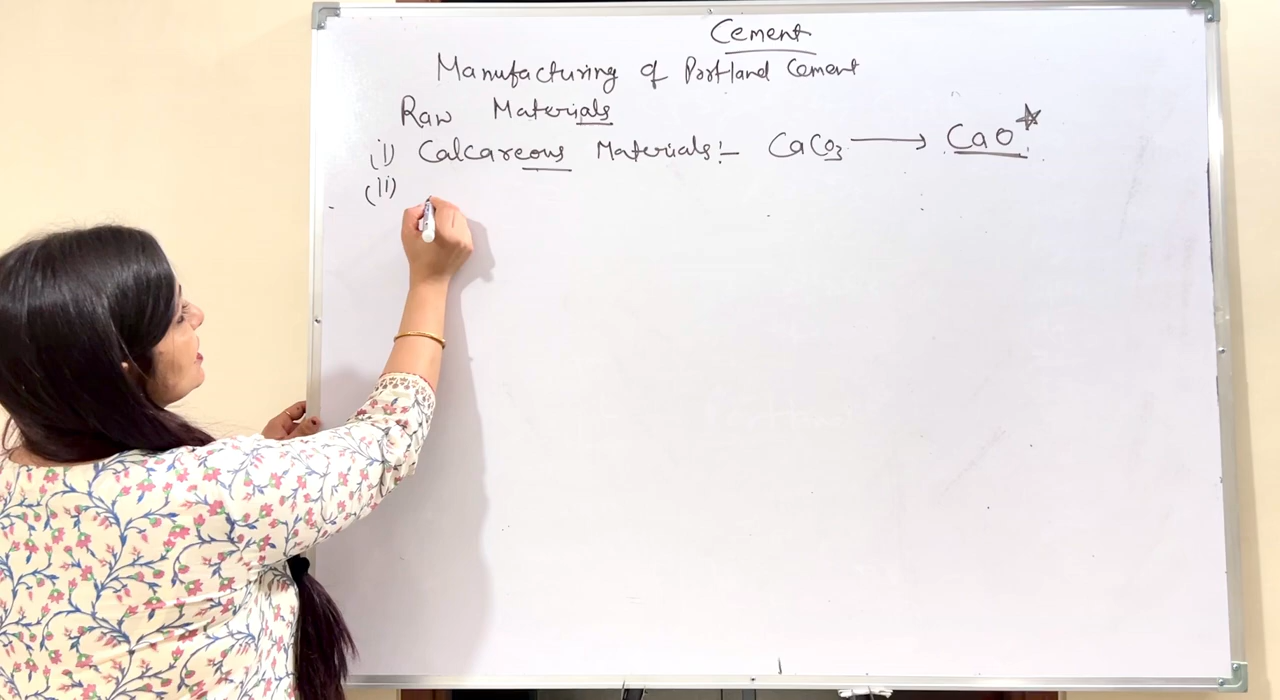 Cement
Manufacturing of Portland Cement
Raw Materials
(i) Calcareous Materials:- CaCO3 ⟶ CaO*
(ii)